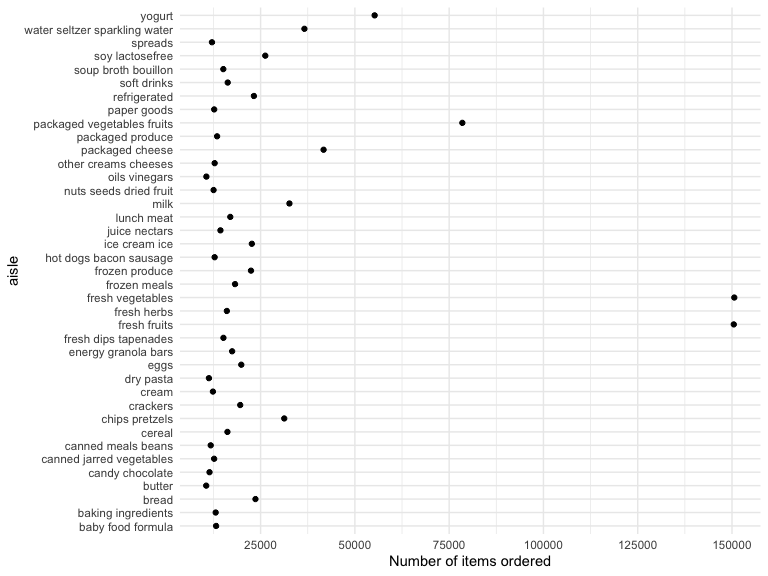 yogurt
water seltzer sparkling water
spreads
soy lactosefree
soup broth bouillon
soft drinks
refrigerated
paper goods
packaged vegetables fruits
packaged produce
packaged cheese
other creams cheeses
oils vinegars
nuts seeds dried fruit
milk
lunch meat
juice nectars
ice cream ice
hot dogs bacon sausage
frozen produce
frozen meals
fresh vegetables
fresh herbs
fresh fruits
fresh dips tapenades
energy granola bars
eggs
dry pasta
cream
crackers
chips pretzels
cereal
canned meals beans
canned jarred vegetables
candy chocolate
butter
bread
baking ingredients
baby food formula
aisle
25000 50000 75000 100000 125000 150000
Number of items ordered